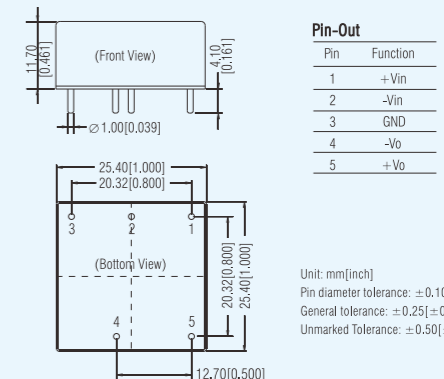 11.70
[0.461]
(Front View)
4.10
[0.161]
∅1.00[0.039]
25.40[1.000]
20.32[0.800]
3
2
1
(Bottom View)
20.32[0.800]
25.40[1.000]
4
5
12.70[0.500]
Pin-Out
Pin Function
1 +Vin
2 -Vin
3 GND
4 -Vo
5 +Vo
Unit: mm[inch]
Pin diameter tolerance: ±0.10
General tolerance: ±0.25[±0
Unmarked Tolerance: ±0.50[±